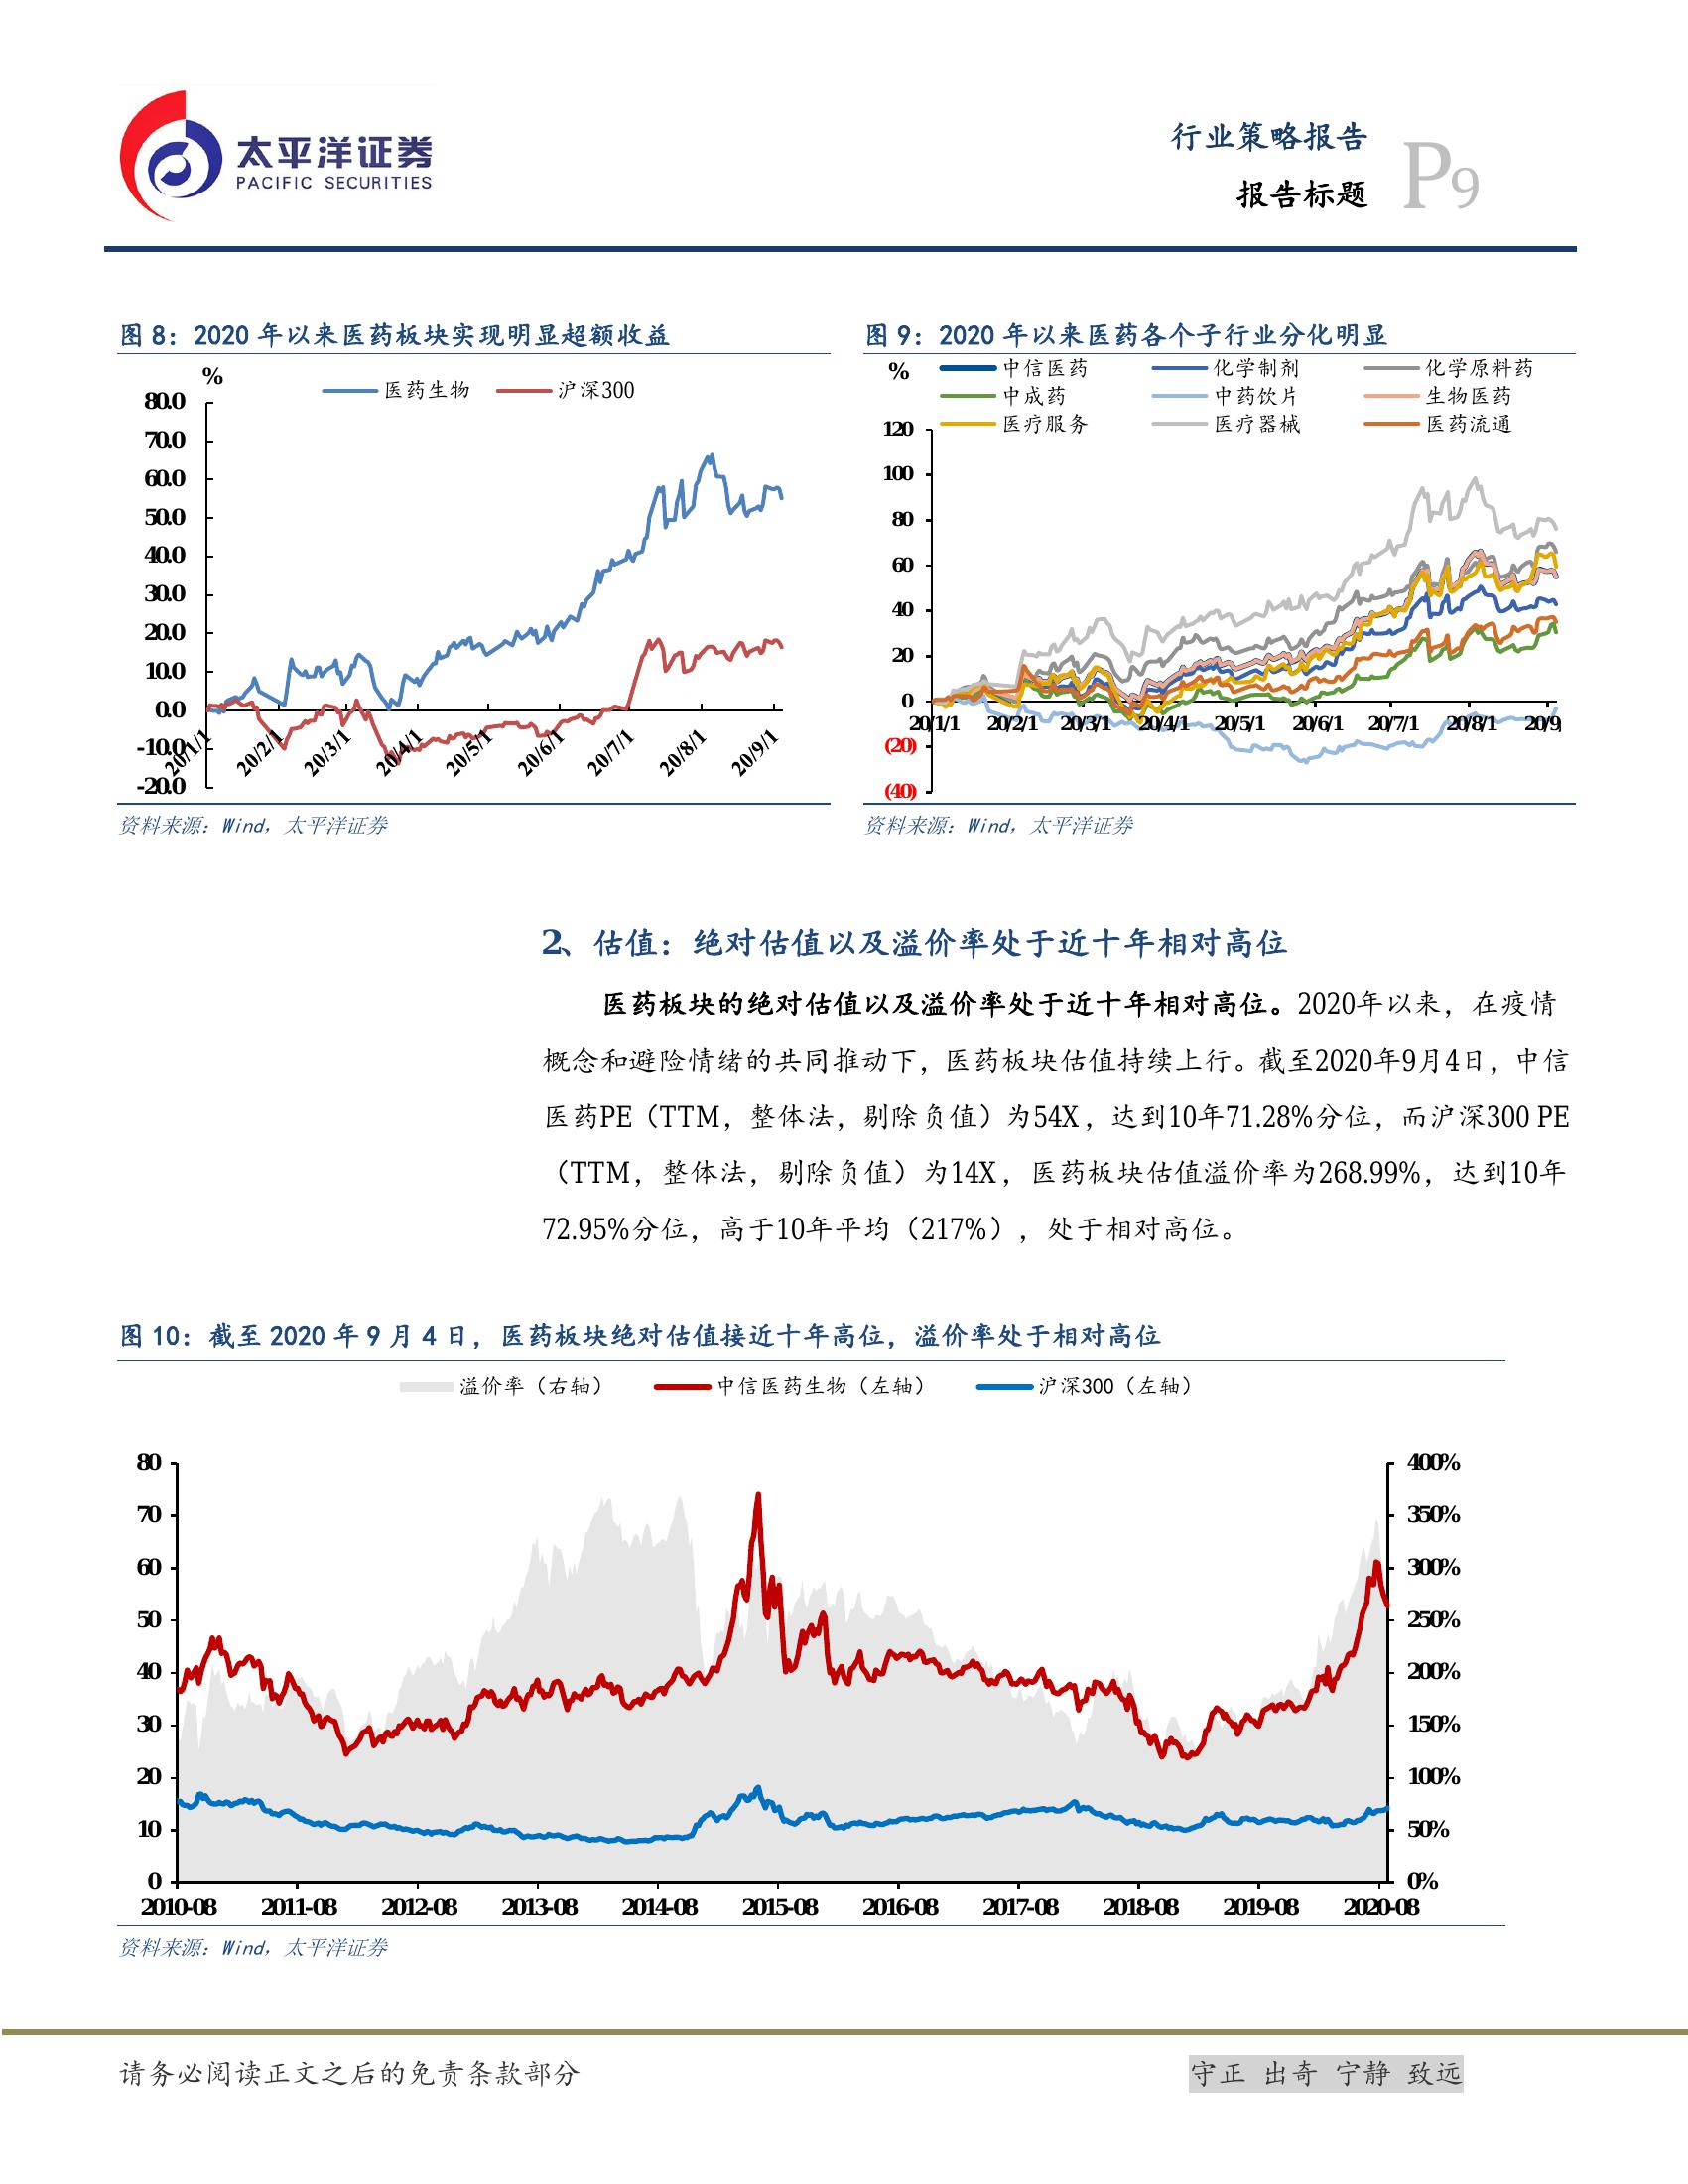 太平洋证券
PACIFIC SECURITIES
行业策略报告
报告标题
P9
图 8：2020 年以来医药板块实现明显超额收益
%
医药生物
沪深300
80.0
70.0
60.0
50.0
40.0
30.0
20.0
10.0
0.0
-10.0
-20.0
20/1/1
20/2/1
20/3/1
20/4/1
20/5/1
20/6/1
20/7/1
20/8/1
20/9/1
资料来源：Wind，太平洋证券
图 9：2020 年以来医药各个子行业分化明显
%
中信医药
化学制剂
化学原料药
中成药
中药饮片
生物医药
医疗服务
医疗器械
医药流通
120
100
80
60
40
20
0
(20)
(40)
20/1/1
20/2/1
20/3/1
20/4/1
20/5/1
20/6/1
20/7/1
20/8/1
20/9
资料来源：Wind，太平洋证券
2、估值：绝对估值以及溢价率处于近十年相对高位
医药板块的绝对估值以及溢价率处于近十年相对高位。2020年以来，在疫情
概念和避险情绪的共同推动下，医药板块估值持续上行。截至2020年9月4日，中信
医药PE（TTM，整体法，剔除负值）为54X，达到10年71.28%分位，而沪深300 PE
（TTM，整体法，剔除负值）为14X，医药板块估值溢价率为268.99%，达到10年
72.95%分位，高于10年平均（217%），处于相对高位。
图 10：截至 2020 年 9 月 4 日，医药板块绝对估值接近十年高位，溢价率处于相对高位
溢价率（右轴）
中信医药生物（左轴）
沪深300（左轴）
80
70
60
50
40
30
20
10
0
400%
350%
300%
250%
200%
150%
100%
50%
0%
2010-08
2011-08
2012-08
2013-08
2014-08
2015-08
2016-08
2017-08
2018-08
2019-08
2020-08
资料来源：Wind，太平洋证券
请务必阅读正文之后的免责条款部分
守正 出奇 宁静 致远